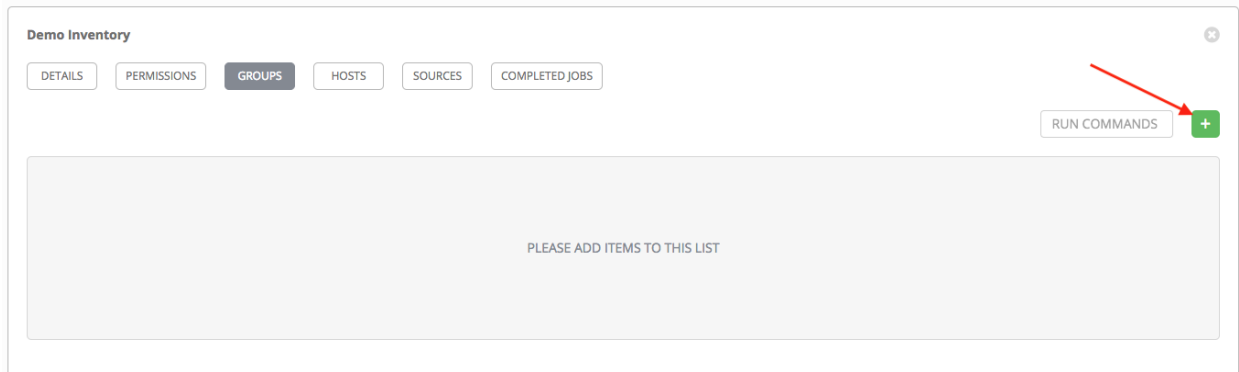 Demo Inventory
DETAILS PERMISSIONS GROUPS HOSTS SOURCES COMPLETED JOBS
RUN COMMANDS +
PLEASE ADD ITEMS TO THIS LIST